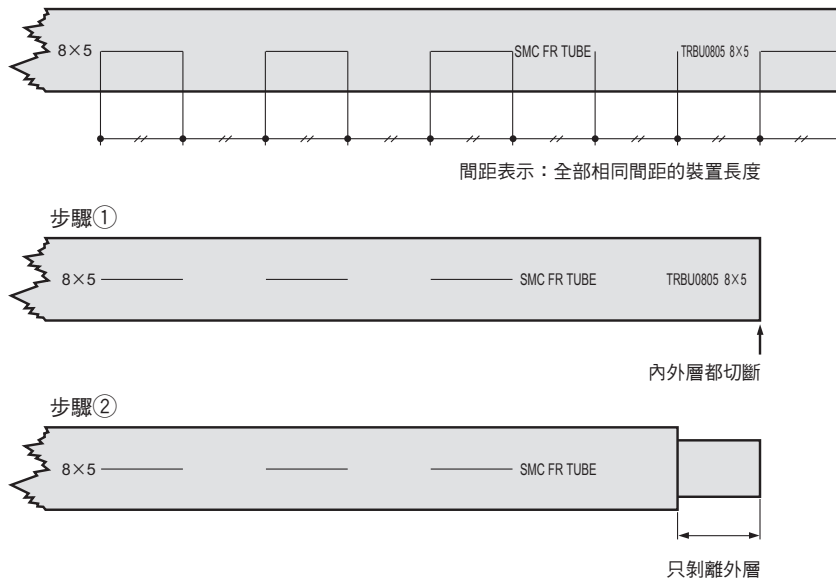 8×5 SMC FR TUBE TRBU0805 8×5
間距表示：全部相同間距的裝置長度
步驟①
8×5 SMC FR TUBE TRBU0805 8×5
內外層都切斷
步驟②
8×5 SMC FR TUBE
只剝離外層